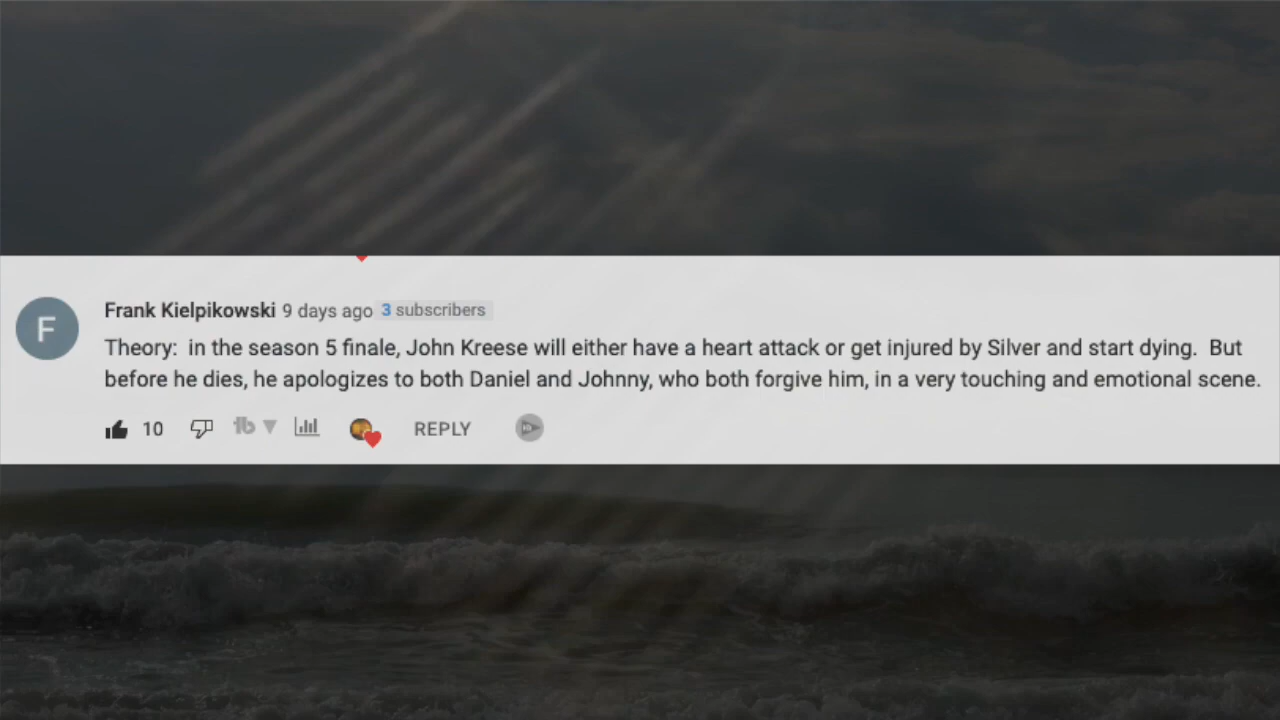 F
Frank Kielpikowski 9 days ago 3 subscribers
Theory:  in the season 5 finale, John Kreese will either have a heart attack or get injured by Silver and start dying.  But
before he dies, he apologizes to both Daniel and Johnny, who both forgive him, in a very touching and emotional scene.
10 tb REPLY